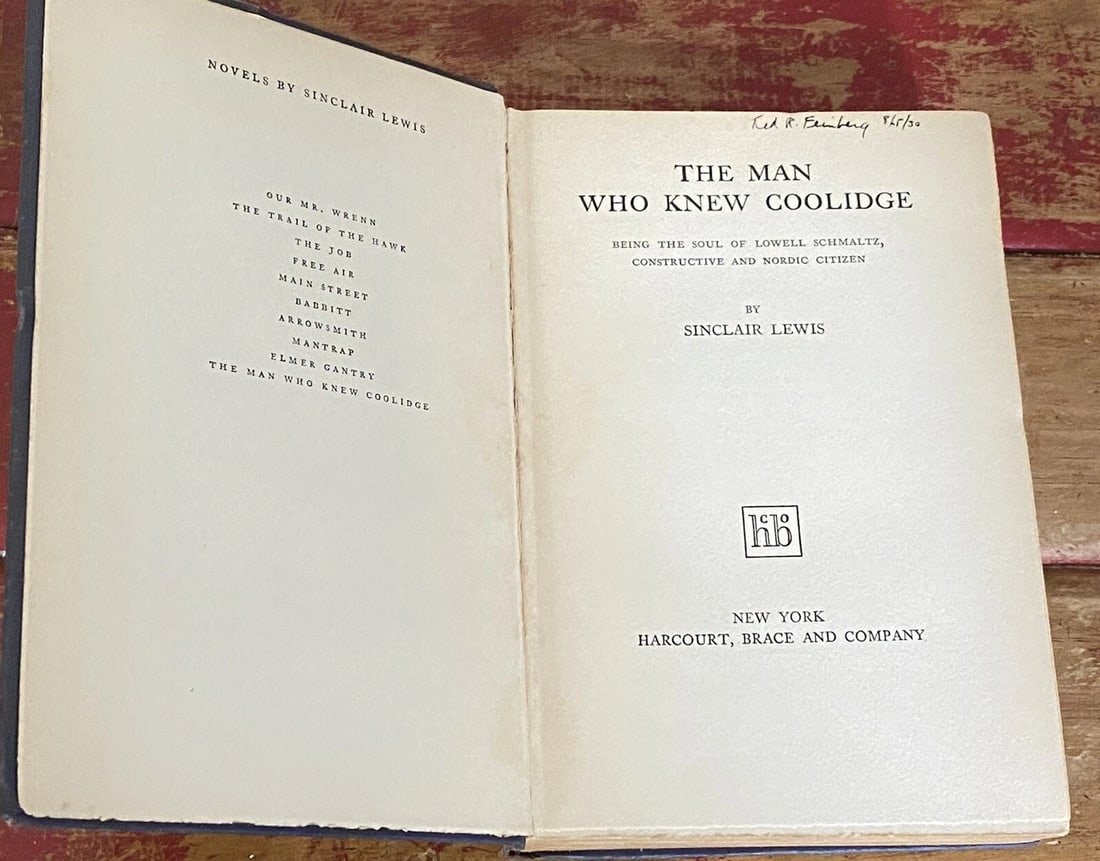 NOVELS BY SINCLAIR LEWIS
OUR MR. WRENN
THE TRAIL OF THE HAWK
THE JOB
FREE AIR
MAIN STREET
BABBITT
ARROWSMITH
MANTRAP
ELMER GANTRY
THE MAN WHO KNEW COOLIDGE
R. Feinberg
THE MAN
WHO KNEW COOLIDGE
BEING THE SOUL OF LOWELL SCHMALTZ,
CONSTRUCTIVE AND NORDIC CITIZEN
BY
SINCLAIR LEWIS
hcbo
NEW YORK
HARCOURT, BRACE AND COMPANY